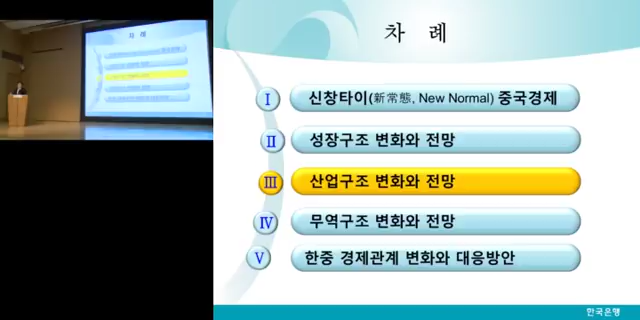 차 례
Ⅰ 신창타이(新常態, New Normal) 중국경제
Ⅱ 성장구조 변화와 전망
Ⅲ 산업구조 변화와 전망
Ⅳ 무역구조 변화와 전망
Ⅴ 한중 경제관계 변화와 대응방안
한국은행